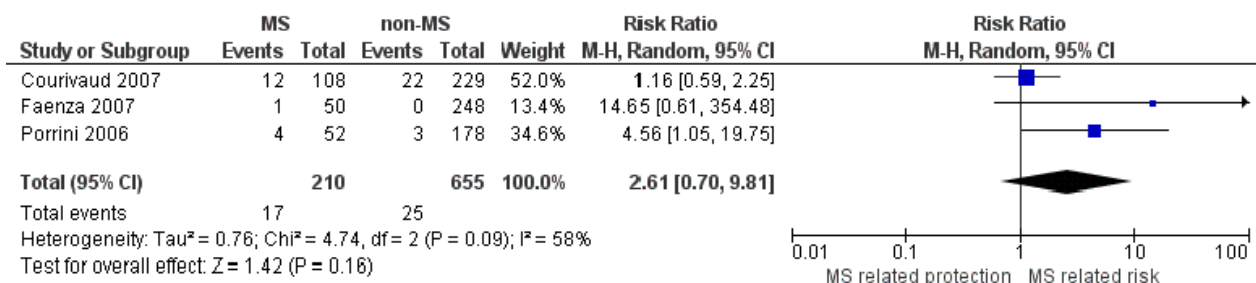 MS non-MS Risk Ratio Risk Ratio
Study or Subgroup Events Total Events Total Weight M-H, Random, 95% CI M-H, Random, 95% CI
Courivaud 2007 12 108 22 229 52.0% 1.16 [0.59, 2.25]
Faenza 2007 1 50 0 248 13.4% 14.65 [0.61, 354.48]
Porrini 2006 4 52 3 178 34.6% 4.56 [1.05, 19.75]
Total (95% CI) 210 655 100.0% 2.61 [0.70, 9.81]
Total events 17 25
Heterogeneity: Tau² = 0.76; Chi² = 4.74, df = 2 (P = 0.09); I² = 58%
Test for overall effect: Z = 1.42 (P = 0.16)
0.01 0.1 1 10 100
MS related protection MS related risk